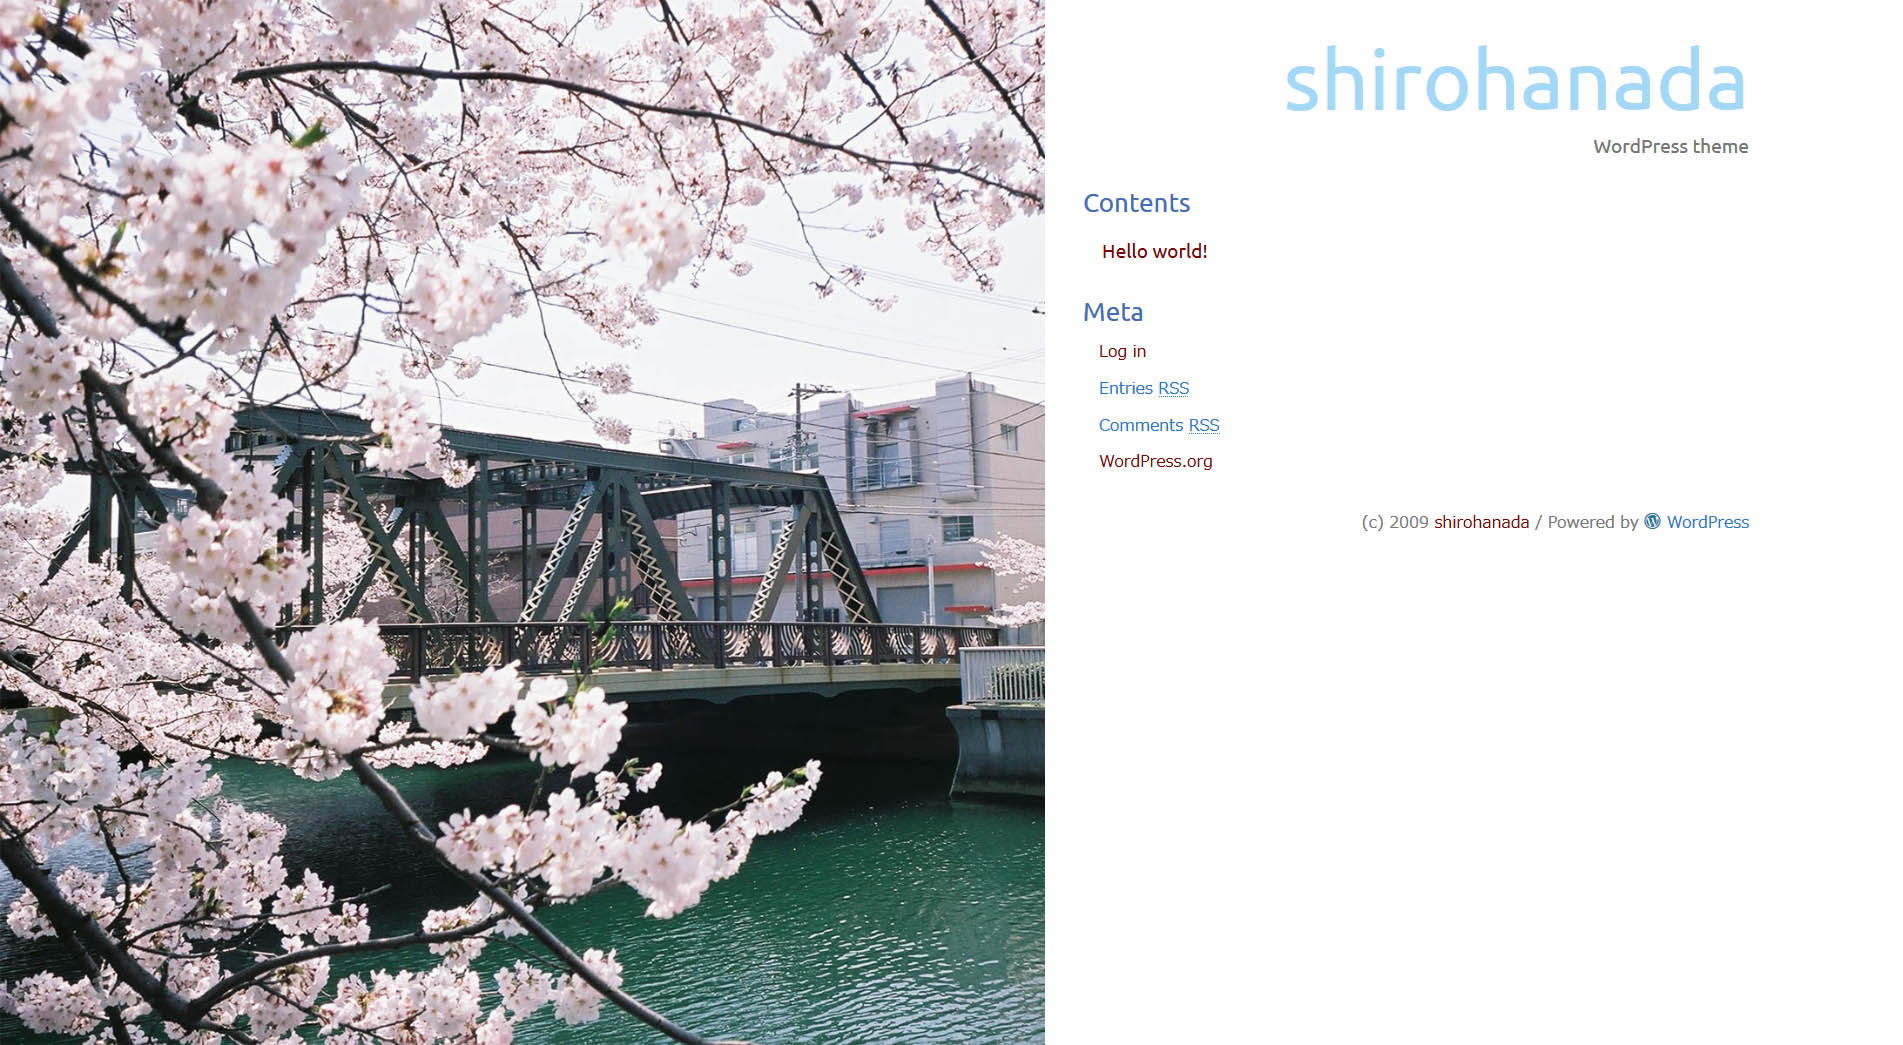 shirohanada
WordPress theme
Contents
Hello world!
Meta
Log in
Entries RSS
Comments RSS
WordPress.org
(c) 2009 shirohanada / Powered by WordPress